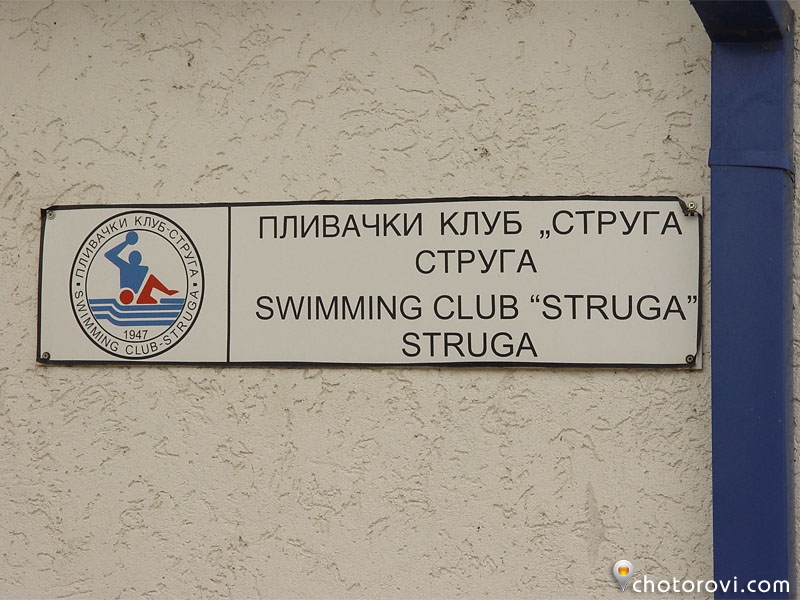 ПЛИВАЧКИ КЛУБ-СТРУГА
1947
SWIMMING CLUB-STRUGA
ПЛИВАЧКИ КЛУБ „СТРУГА
СТРУГА
SWIMMING CLUB “STRUGA”
STRUGA
chotorovi.com